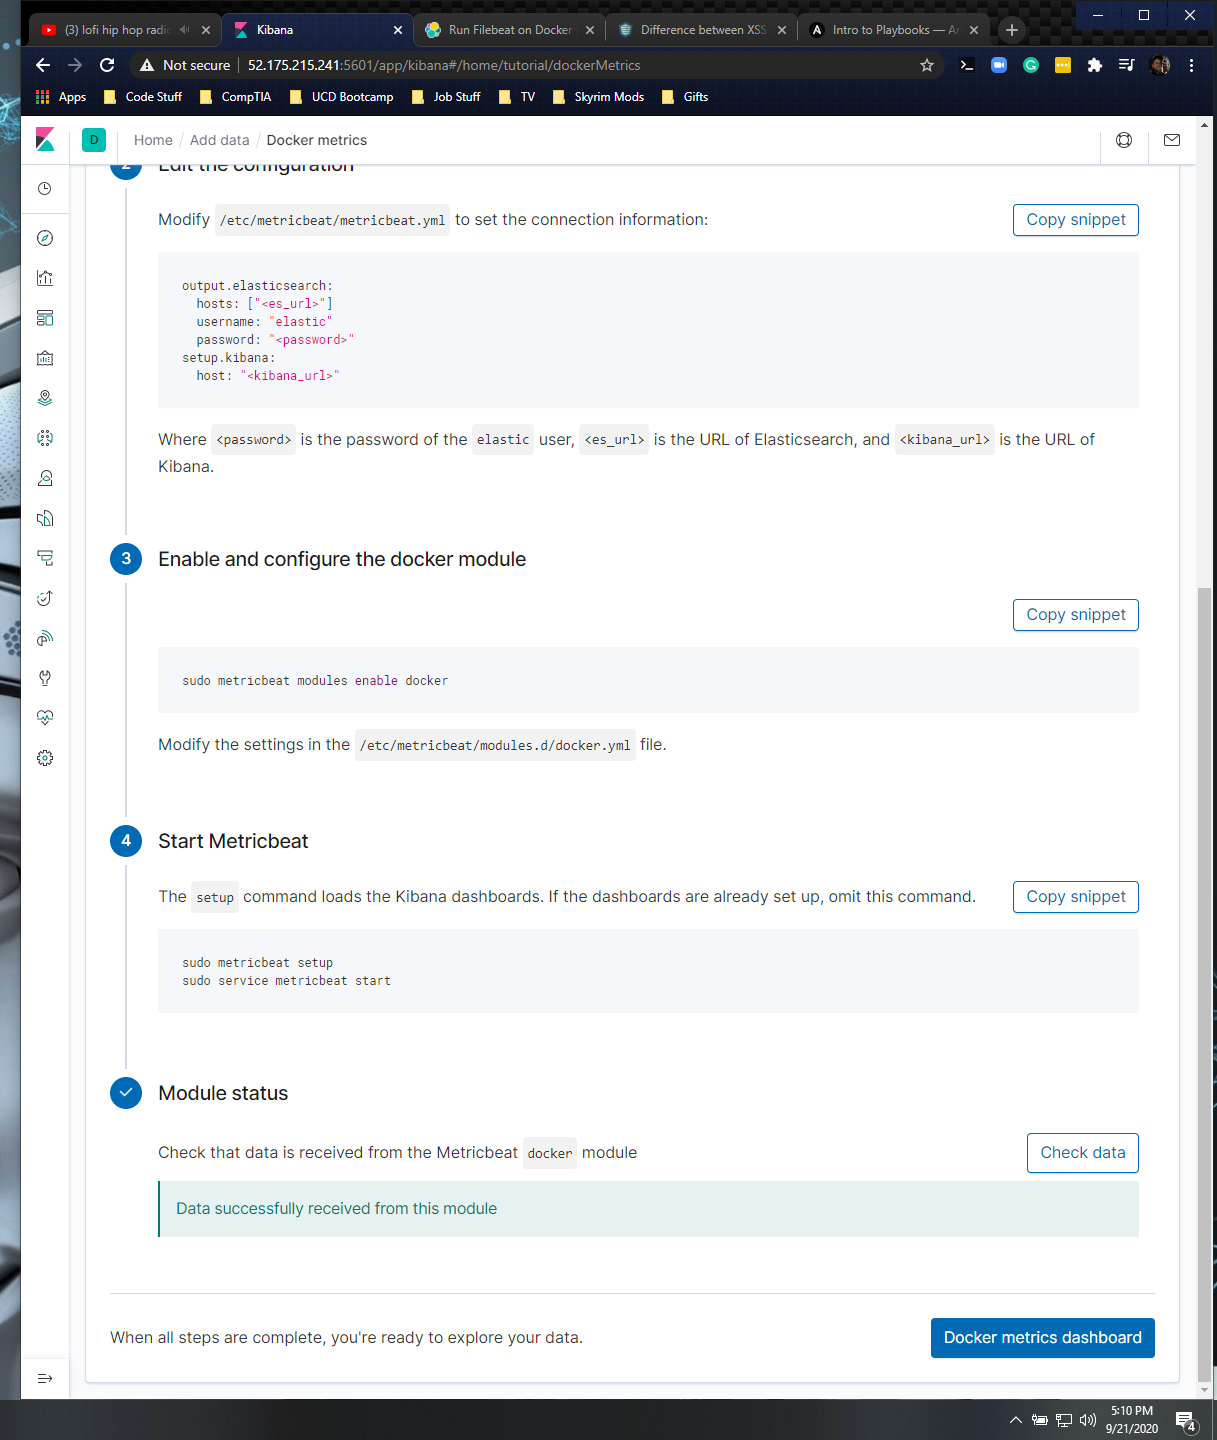 (3) lofi hip hop radio
Kibana
Run Filebeat on Docker
Difference between XSS
Intro to Playbooks — An
Not secure
52.175.215.241:5601/app/kibana#/home/tutorial/dockerMetrics
Apps
Code Stuff
CompTIA
UCD Bootcamp
Job Stuff
TV
Skyrim Mods
Gifts
D
Home / Add data / Docker metrics
2 Edit the configuration
Modify /etc/metricbeat/metricbeat.yml to set the connection information:
Copy snippet
output.elasticsearch:
hosts: ["<es_url>"]
username: "elastic"
password: "<password>"
setup.kibana:
host: "<kibana_url>"
Where <password> is the password of the elastic user, <es_url> is the URL of Elasticsearch, and <kibana_url> is the URL of
Kibana.
3 Enable and configure the docker module
Copy snippet
sudo metricbeat modules enable docker
Modify the settings in the /etc/metricbeat/modules.d/docker.yml file.
4 Start Metricbeat
The setup command loads the Kibana dashboards. If the dashboards are already set up, omit this command.
Copy snippet
sudo metricbeat setup
sudo service metricbeat start
Module status
Check that data is received from the Metricbeat docker module
Check data
Data successfully received from this module
When all steps are complete, you're ready to explore your data.
Docker metrics dashboard
5:10 PM
9/21/2020
4